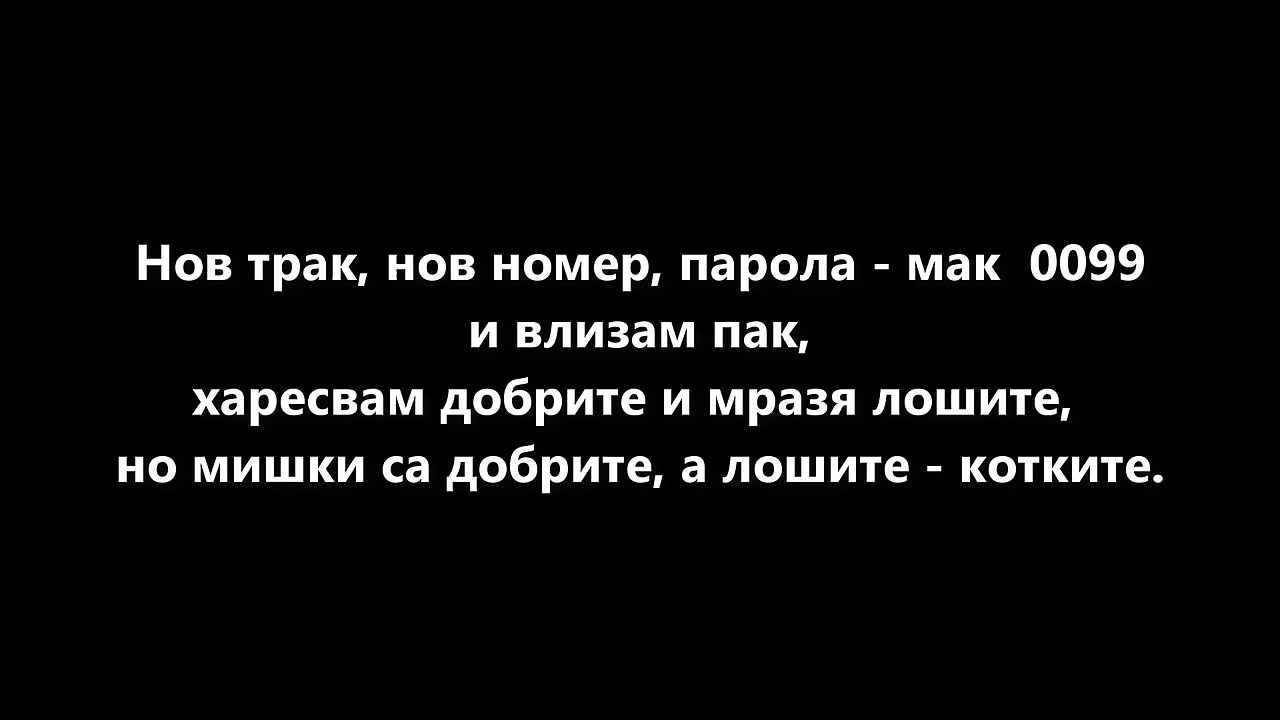 Нов трак, нов номер, парола - мак  0099
и влизам пак,
харесвам добрите и мразя лошите,
но мишки са добрите, а лошите - котките.